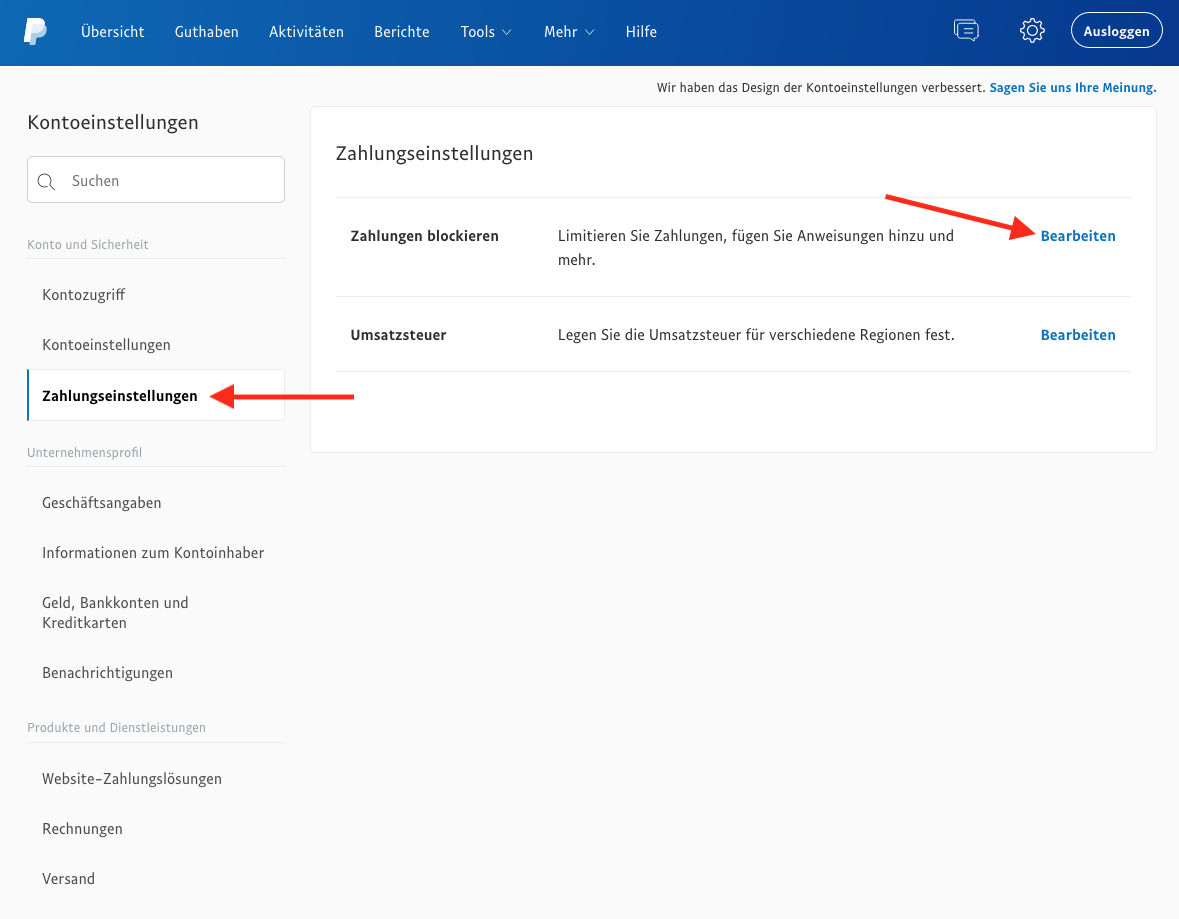 Übersicht Guthaben Aktivitäten Berichte Tools Mehr Hilfe Ausloggen
Wir haben das Design der Kontoeinstellungen verbessert. Sagen Sie uns Ihre Meinung.
Kontoeinstellungen
Suchen
Konto und Sicherheit
Kontozugriff
Kontoeinstellungen
Zahlungseinstellungen
Unternehmensprofil
Geschäftsangaben
Informationen zum Kontoinhaber
Geld, Bankkonten und
Kreditkarten
Benachrichtigungen
Produkte und Dienstleistungen
Website-Zahlungslösungen
Rechnungen
Versand
Zahlungseinstellungen
Zahlungen blockieren
Limitieren Sie Zahlungen, fügen Sie Anweisungen hinzu und
mehr.
Bearbeiten
Umsatzsteuer
Legen Sie die Umsatzsteuer für verschiedene Regionen fest.
Bearbeiten